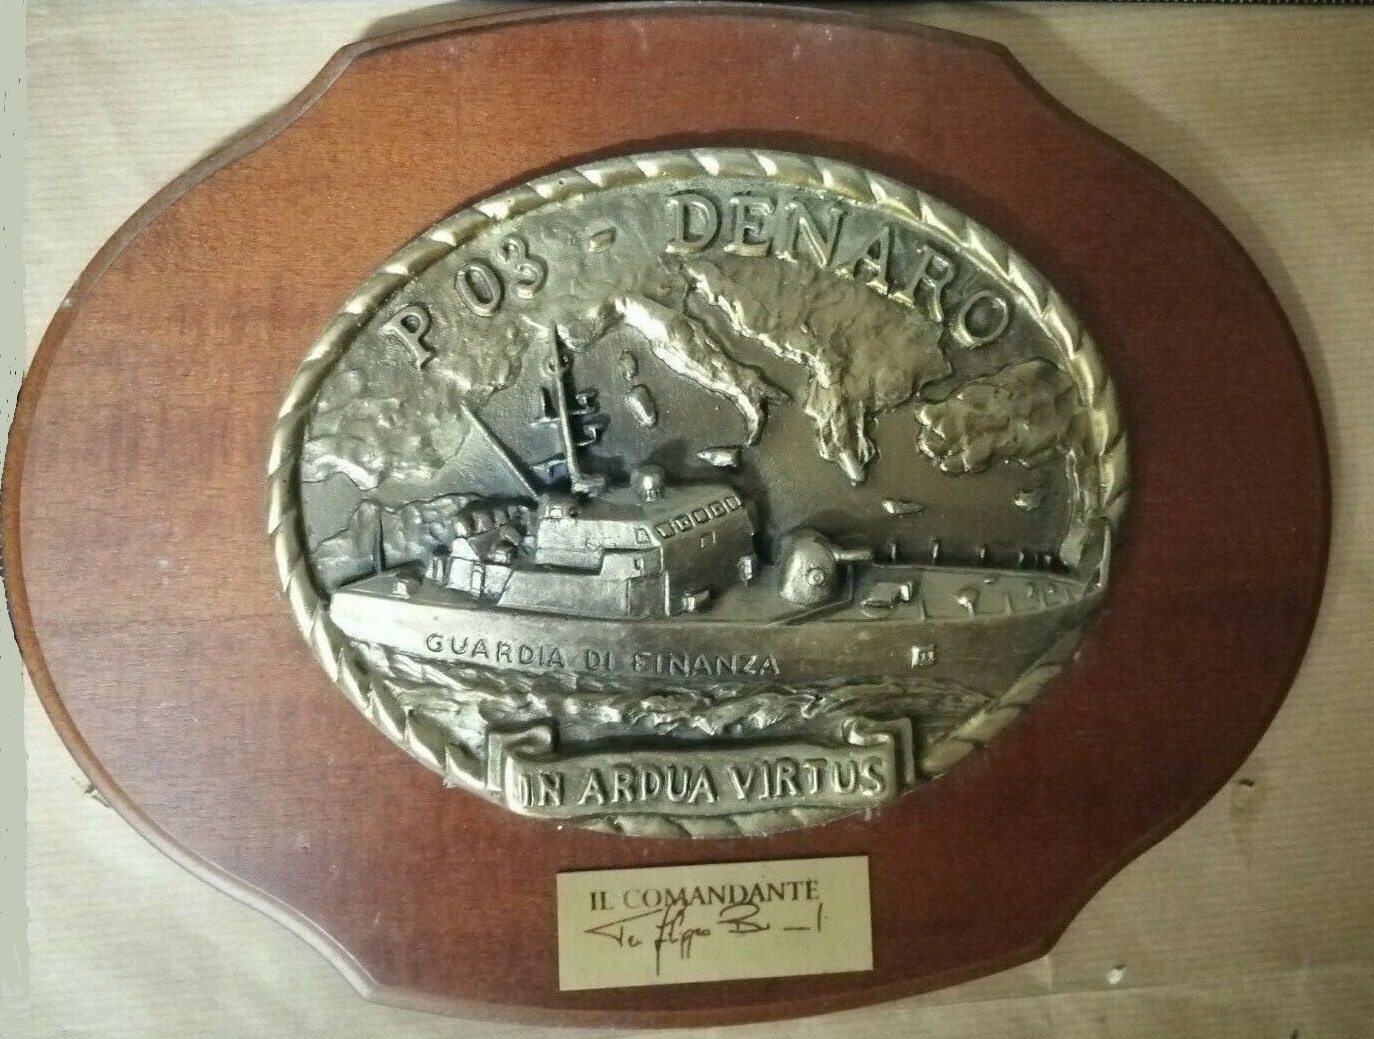 P 03 - DENARO
GUARDIA DI FINANZA
IN ARDUA VIRTUS
IL COMANDANTE